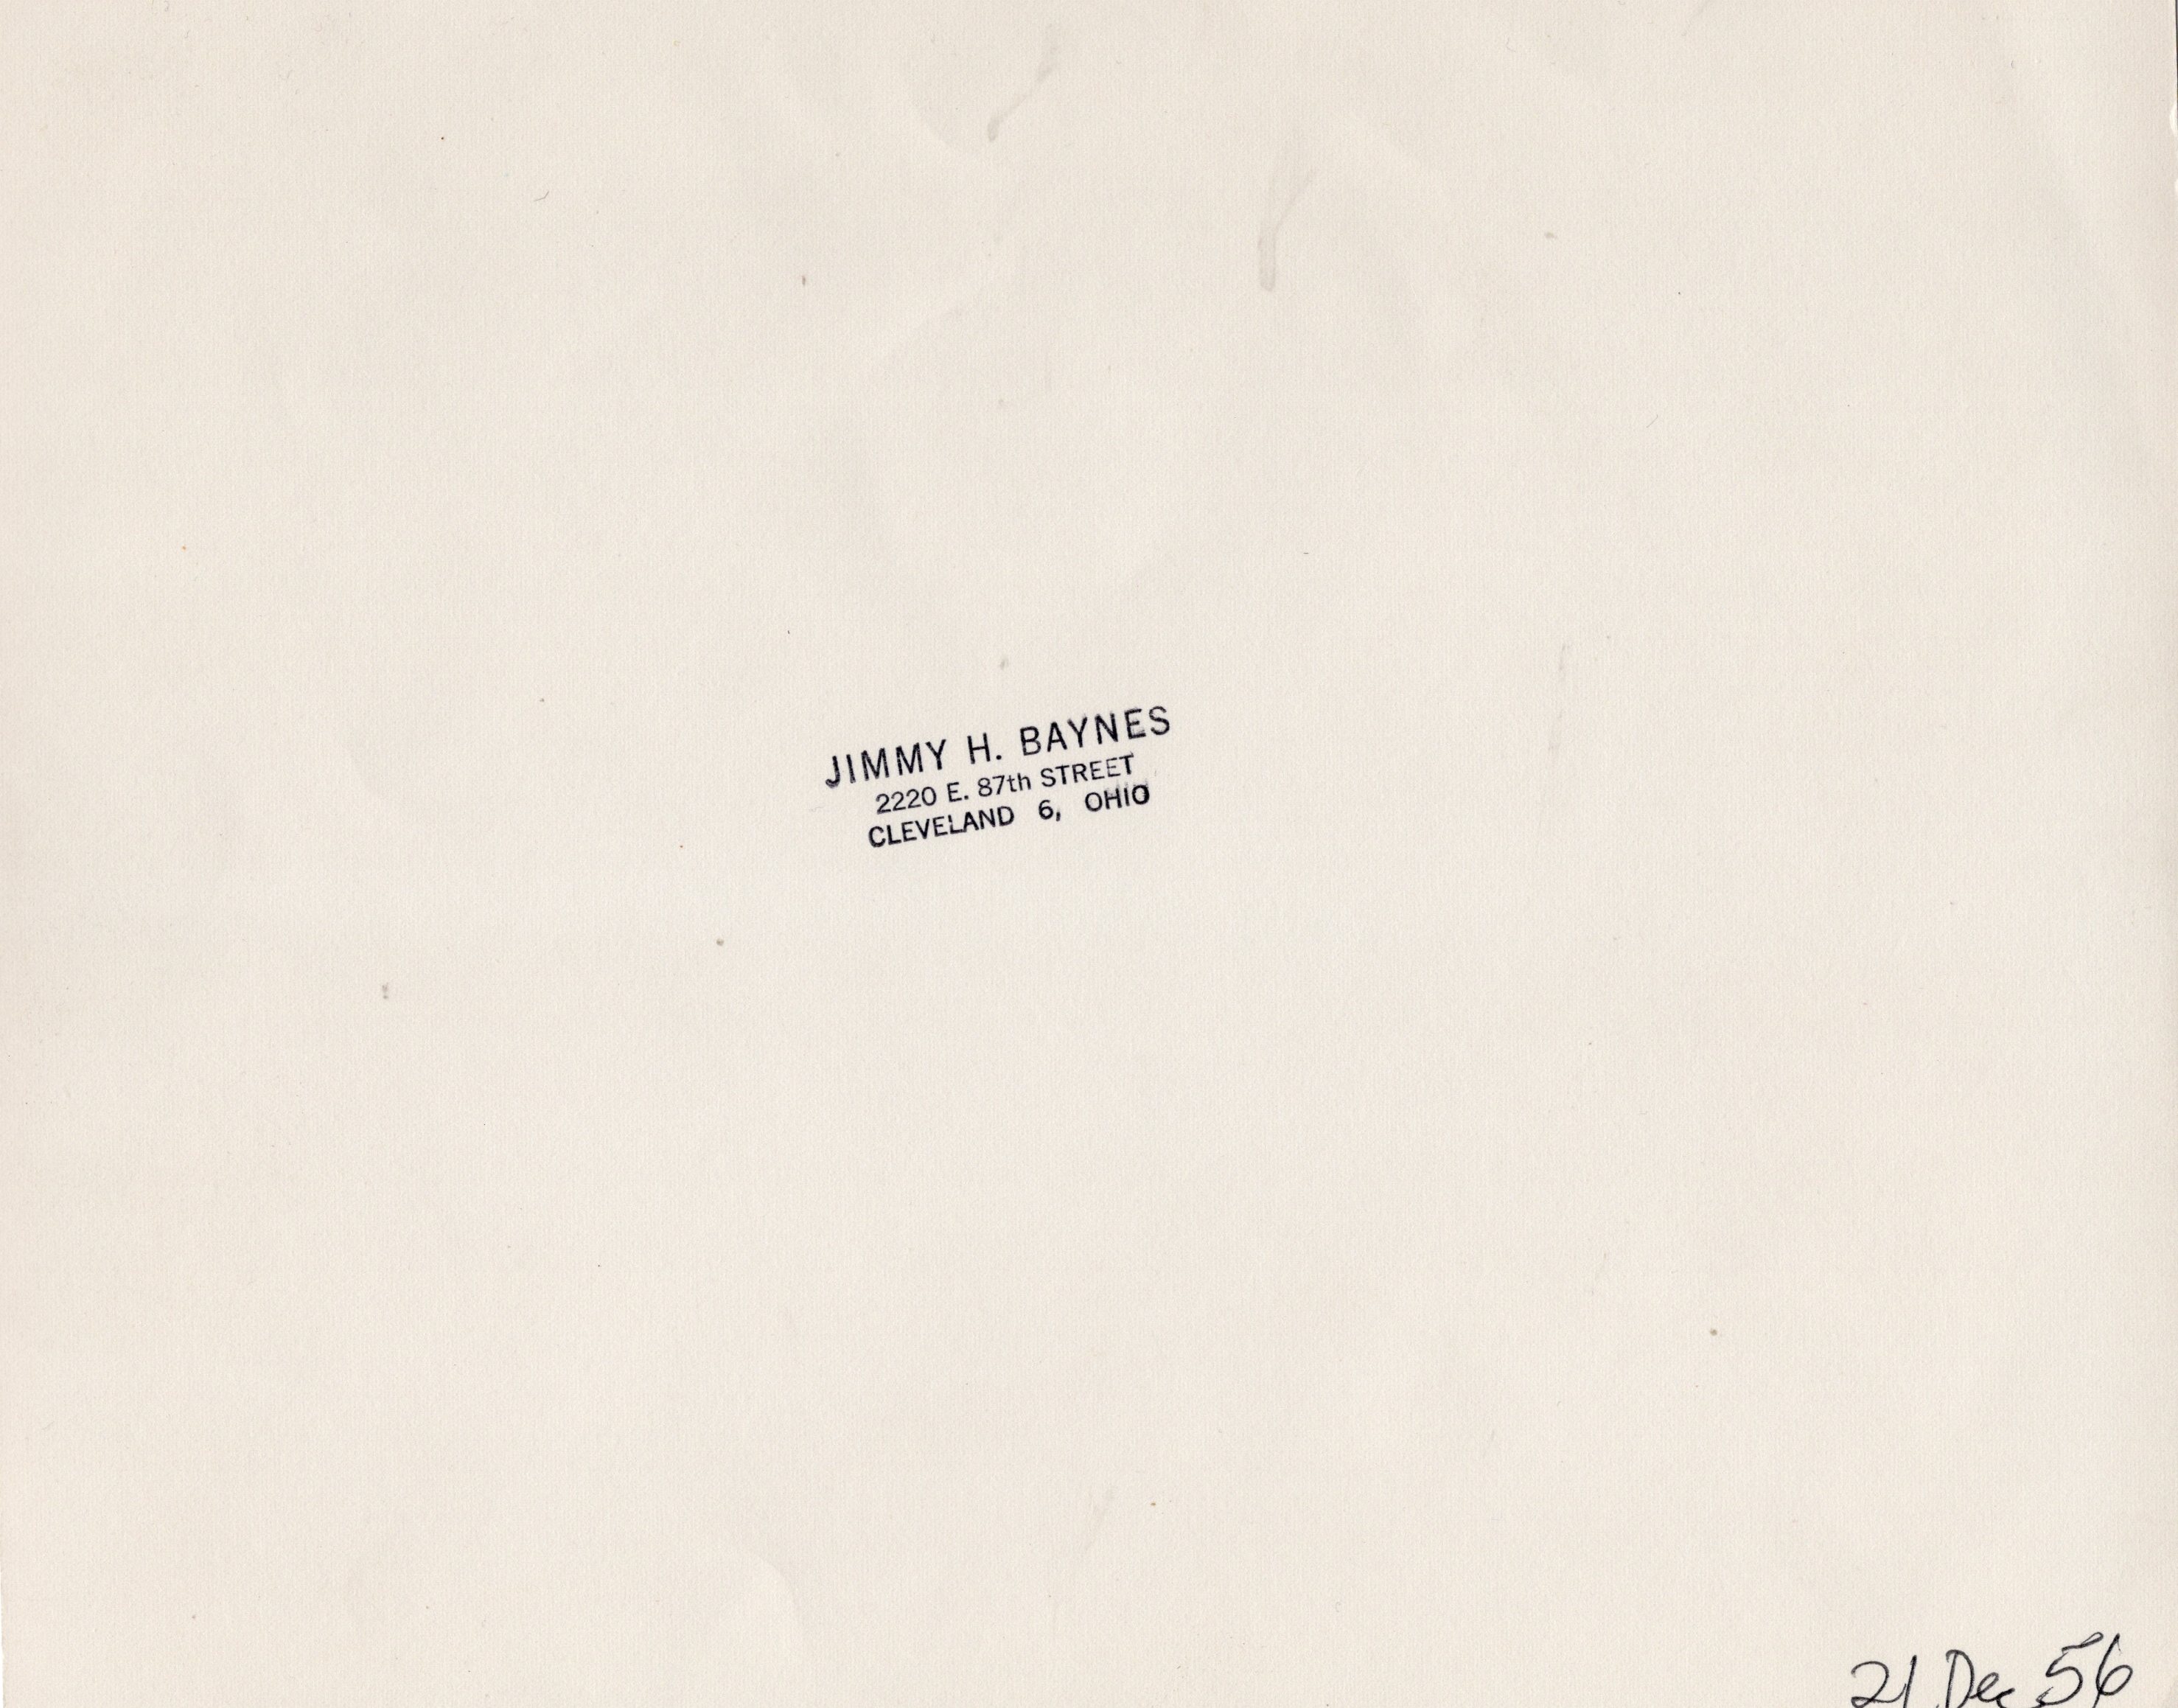 JIMMY H. BAYNES
2220 E. 87th STREET
CLEVELAND 6, OHIO
21 Dec 56